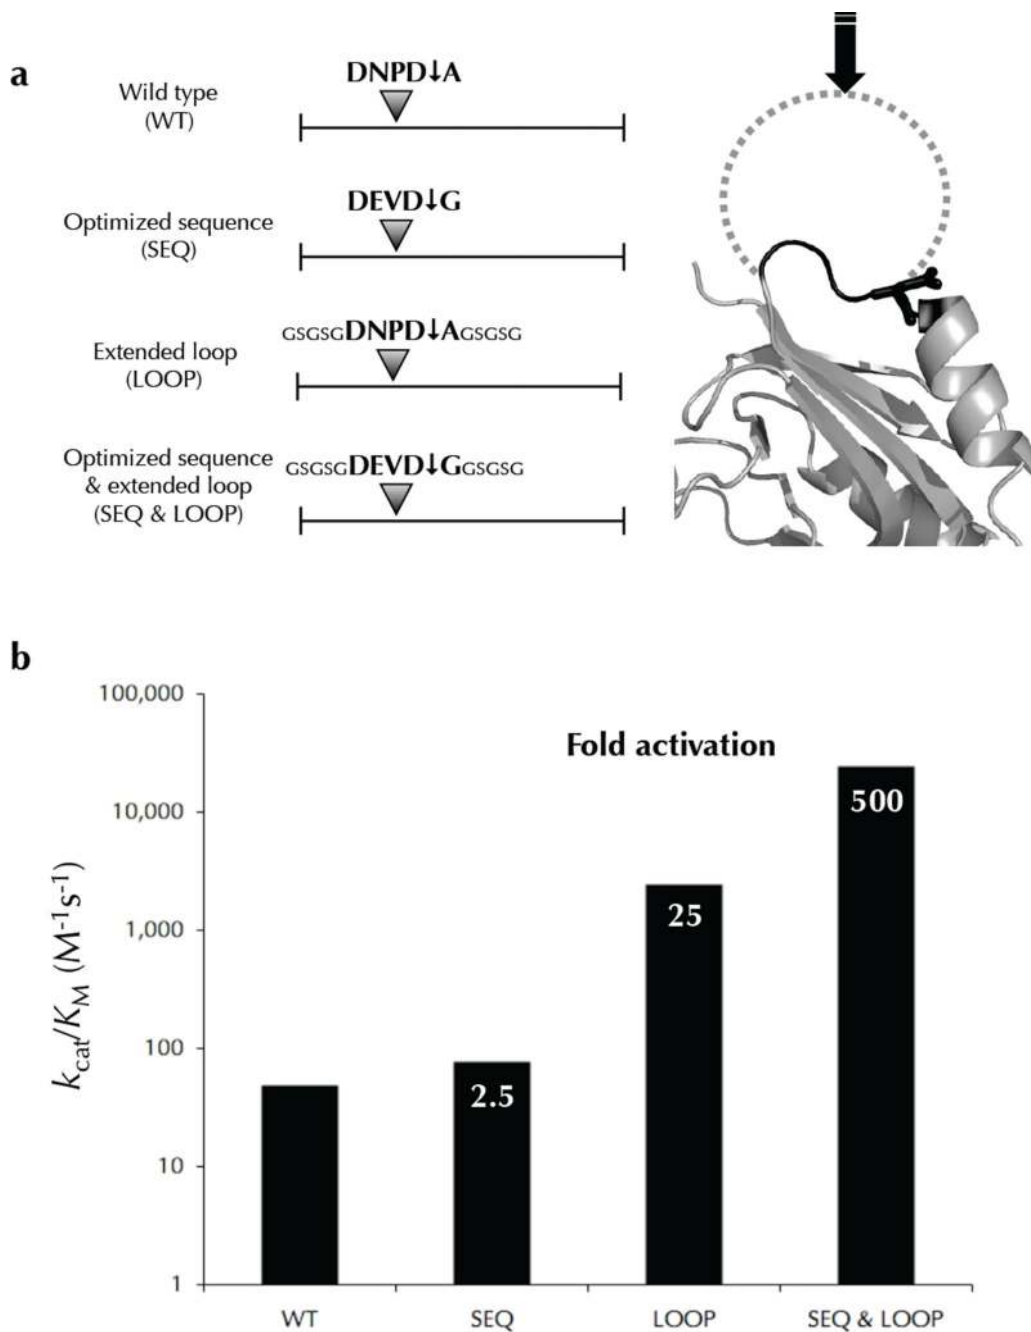 a
Wild type
(WT)
DNPD↓A
Optimized sequence
(SEQ)
DEVD↓G
Extended loop
(LOOP)
GSGSGDNPD↓AGSGSG
Optimized sequence
& extended loop
(SEQ & LOOP)
GSGSGDEVD↓GGSGSG
b
kcat/KM (M-1s-1)
100,000
10,000
1,000
100
10
1
Fold activation
2.5
25
500
WT
SEQ
LOOP
SEQ & LOOP